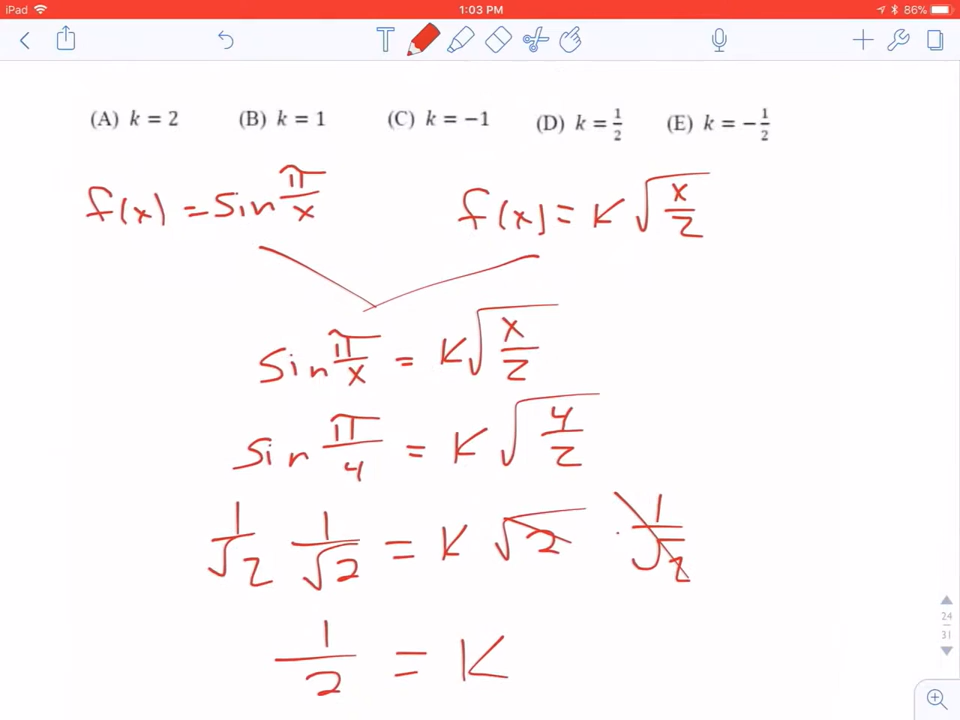 iPad 1:03 PM 86%
T
(A) k = 2 (B) k = 1 (C) k = −1 (D) k = 1/2 (E) k = −1/2
f(x) = sin π/x f(x) = K √(x/2)
sin π/x = K √(x/2)
sin π/4 = K √(4/2)
1/√2 1/√2 = K √2 · 1/√2
1/2 = K
24
31